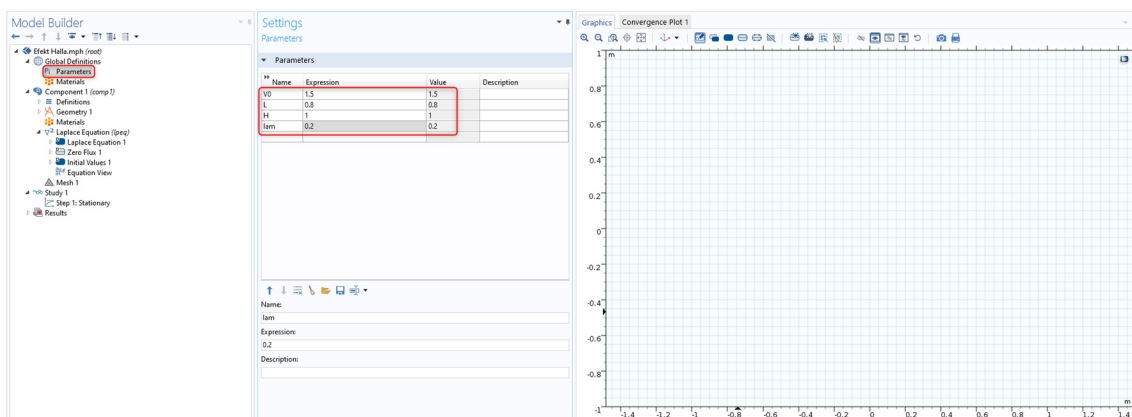 Model Builder
Efekt Halla.mph (root)
Global Definitions
Pi Parameters
Materials
Component 1 (comp1)
Definitions
Geometry 1
Materials
Laplace Equation (lpeq)
Laplace Equation 1
Zero Flux 1
Initial Values 1
Equation View
Mesh 1
Study 1
Step 1: Stationary
Results
Settings
Parameters
Parameters
Name Expression Value Description
V0 1.5 1.5
L 0.8 0.8
H 1 1
lam 0.2 0.2
Name:
lam
Expression:
0.2
Description:
Graphics Convergence Plot 1
1 m
0.8
0.6
0.4
0.2
0
-0.2
-0.4
-0.6
-0.8
-1
m
-1.4 -1.2 -1 -0.8 -0.6 -0.4 -0.2 0 0.2 0.4 0.6 0.8 1 1.2 1.4